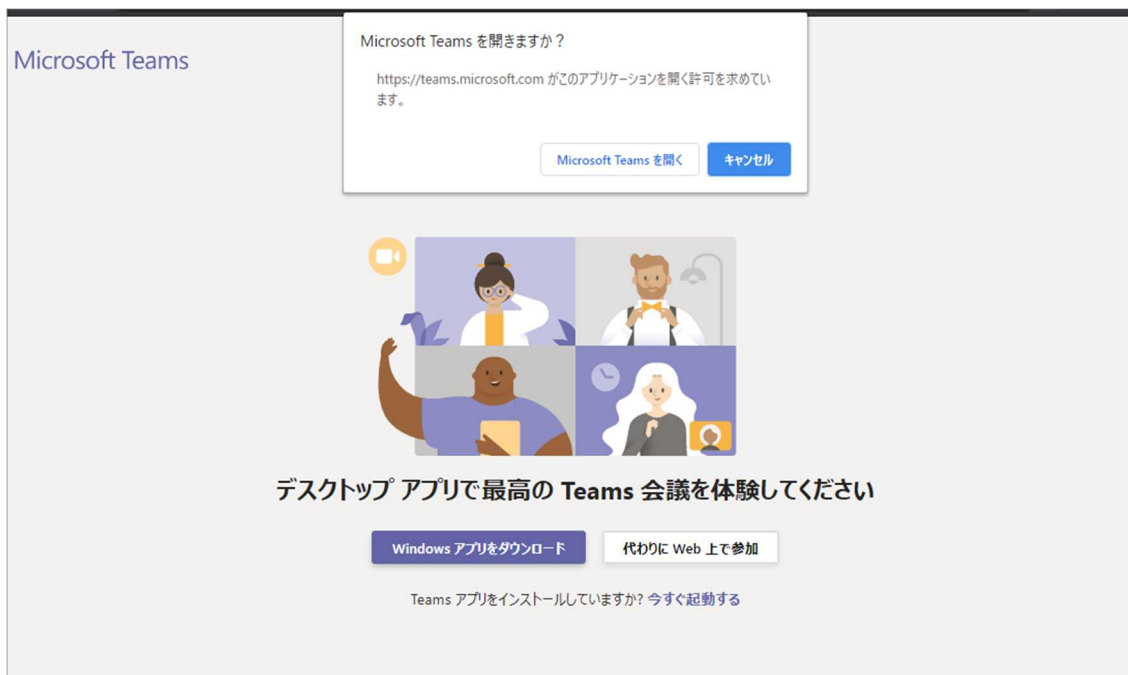 Microsoft Teams を開きますか？
Microsoft Teams
https://teams.microsoft.com がこのアプリケーションを開く許可を求めてい
ます。
Microsoft Teams を開く
キャンセル
デスクトップ アプリで最高の Teams 会議を体験してください
Windows アプリをダウンロード
代わりに Web 上で参加
Teams アプリをインストールしていますか? 今すぐ起動する